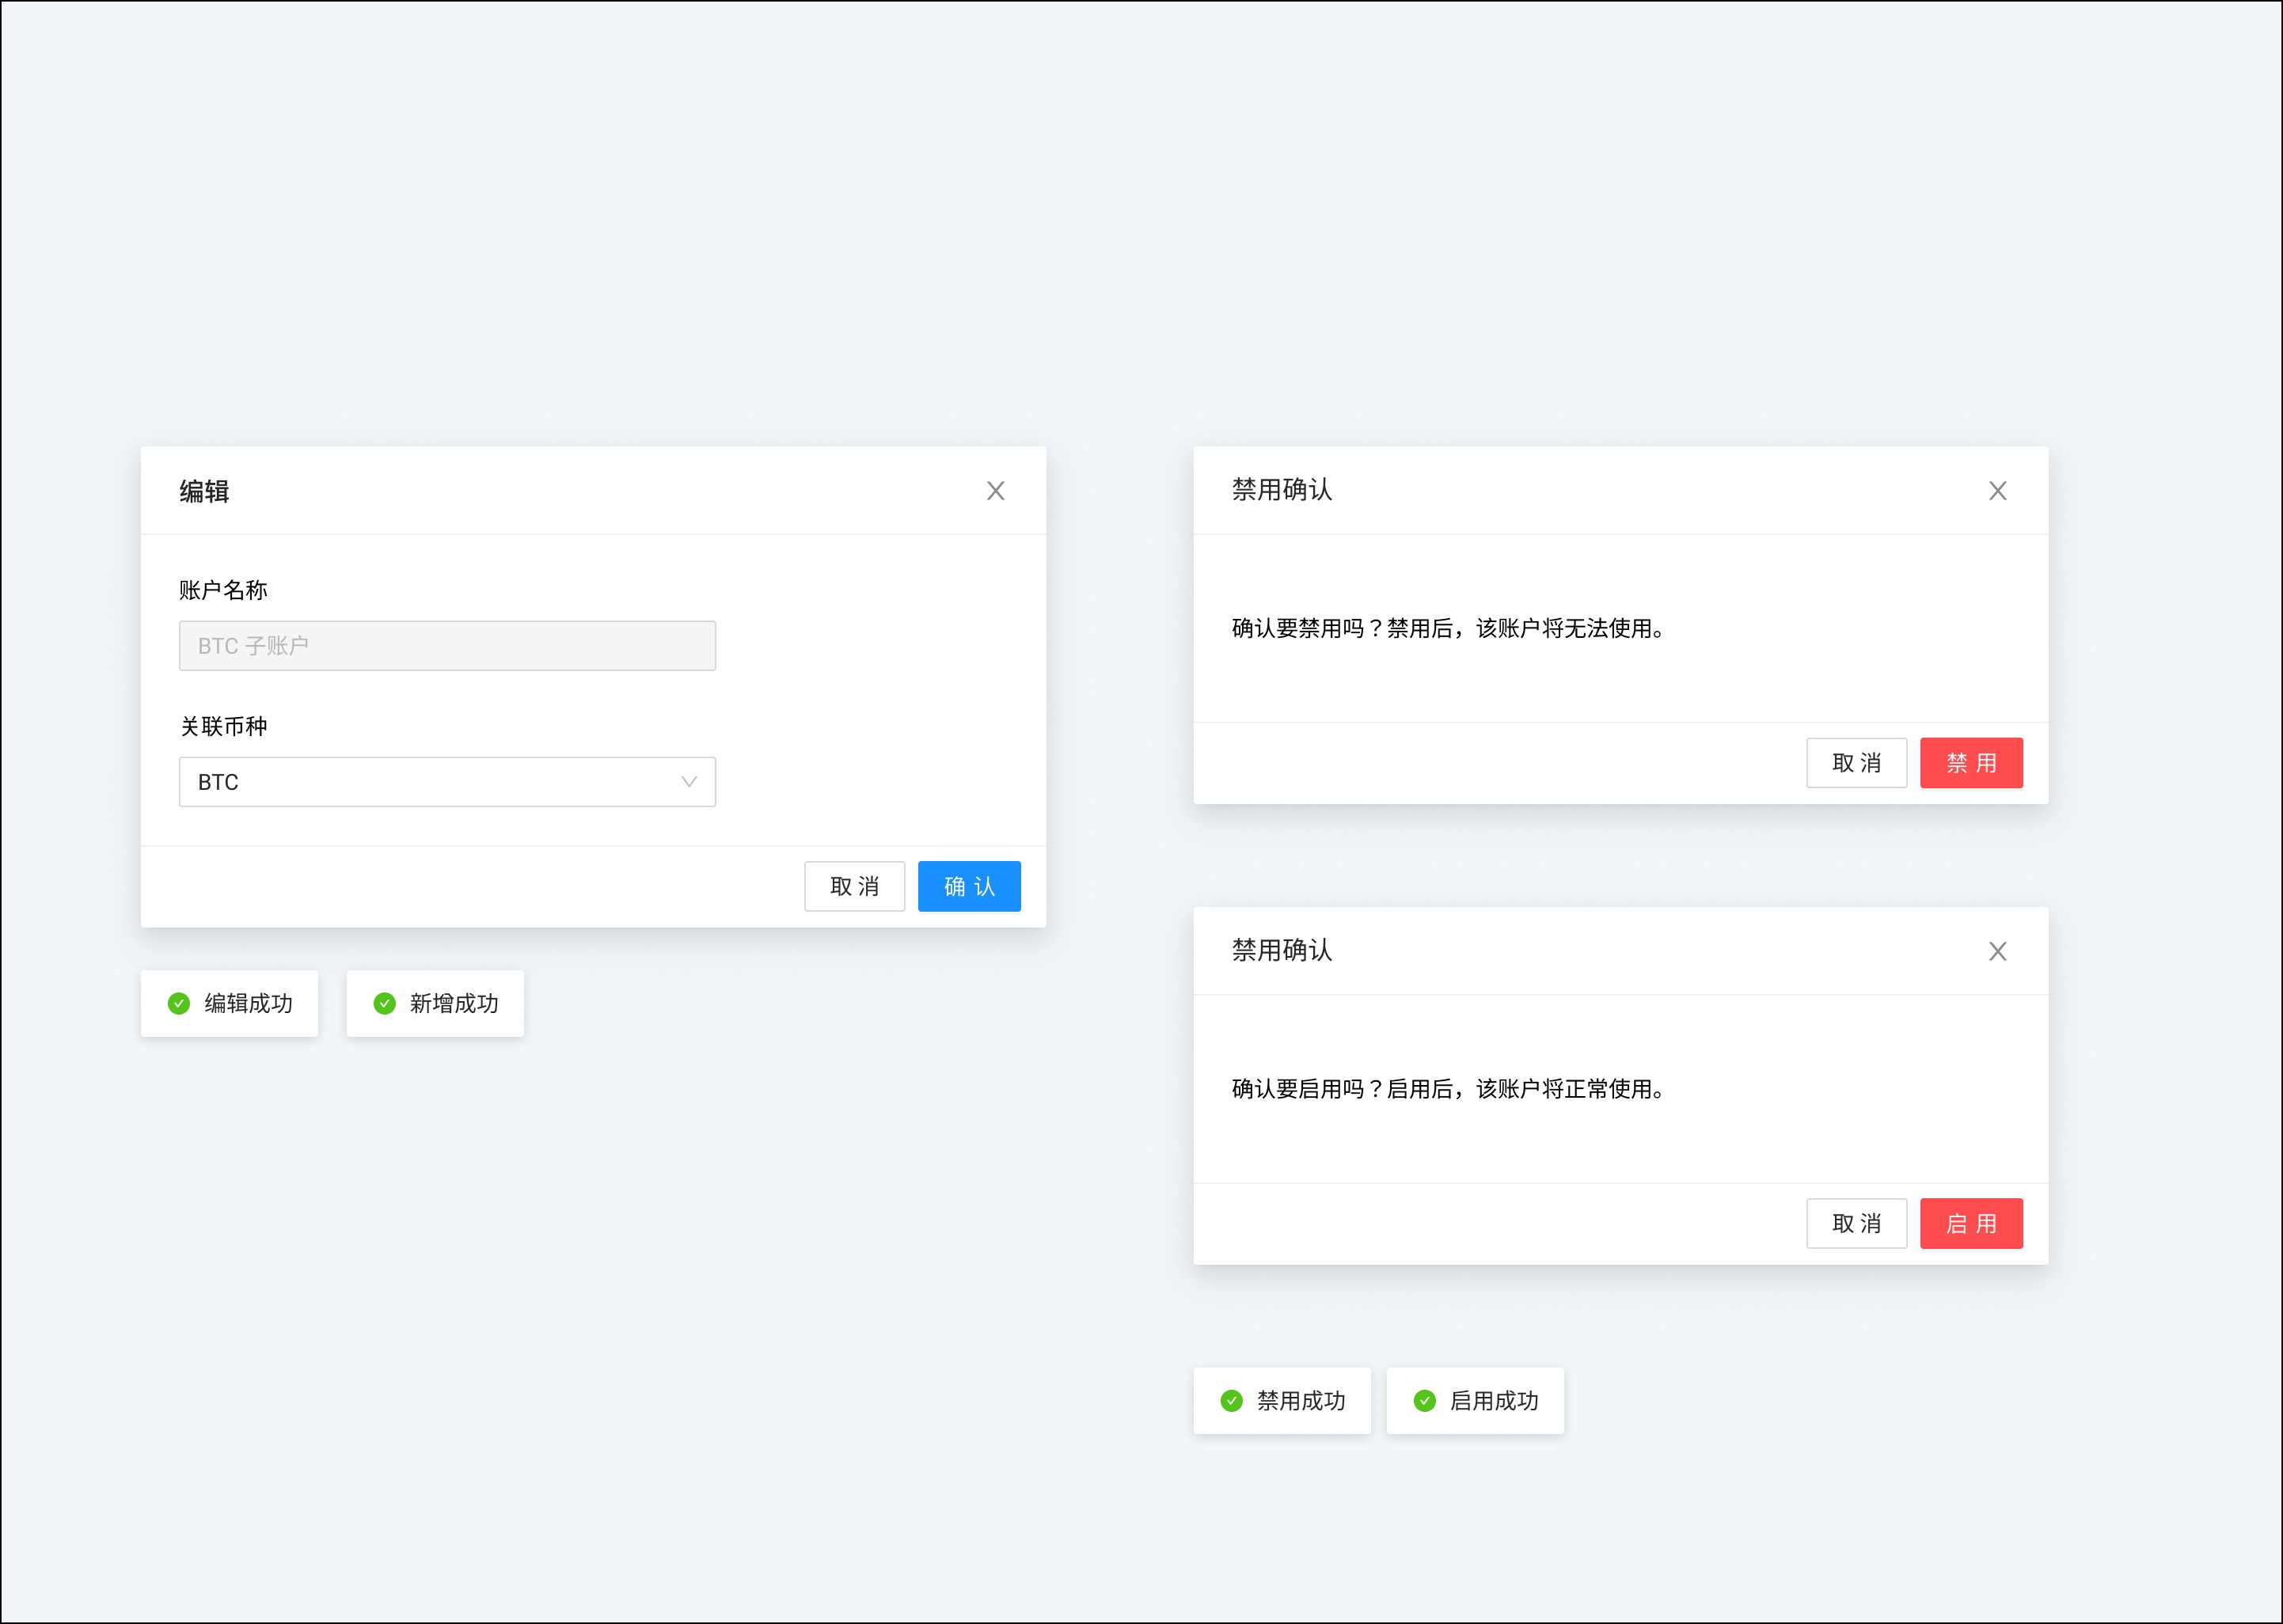 编辑
账户名称
BTC 子账户
关联币种
BTC
取 消
确 认
编辑成功
新增成功
禁用确认
确认要禁用吗？禁用后，该账户将无法使用。
取 消
禁 用
禁用确认
确认要启用吗？启用后，该账户将正常使用。
取 消
启 用
禁用成功
启用成功